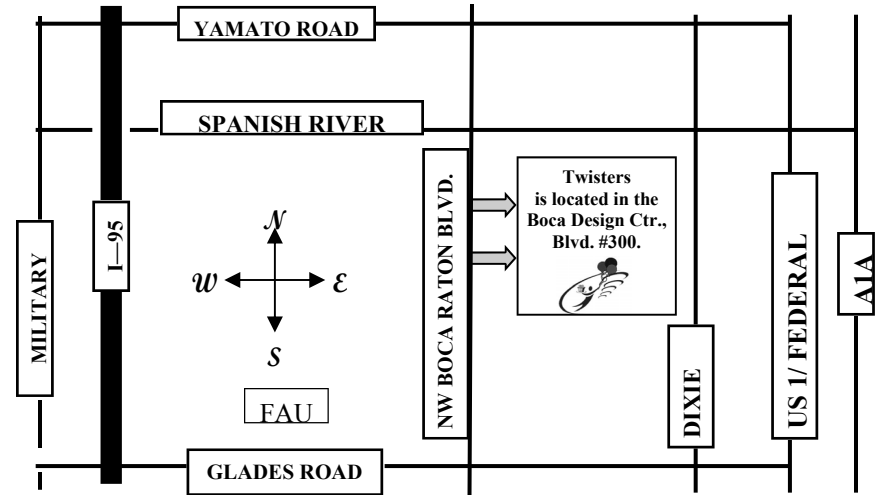 YAMATO ROAD
SPANISH RIVER
NW BOCA RATON BLVD.
Twisters
is located in the
Boca Design Ctr.,
Blvd. #300.
MILITARY
I—95
N
W
E
S
US 1/ FEDERAL
A1A
DIXIE
FAU
GLADES ROAD